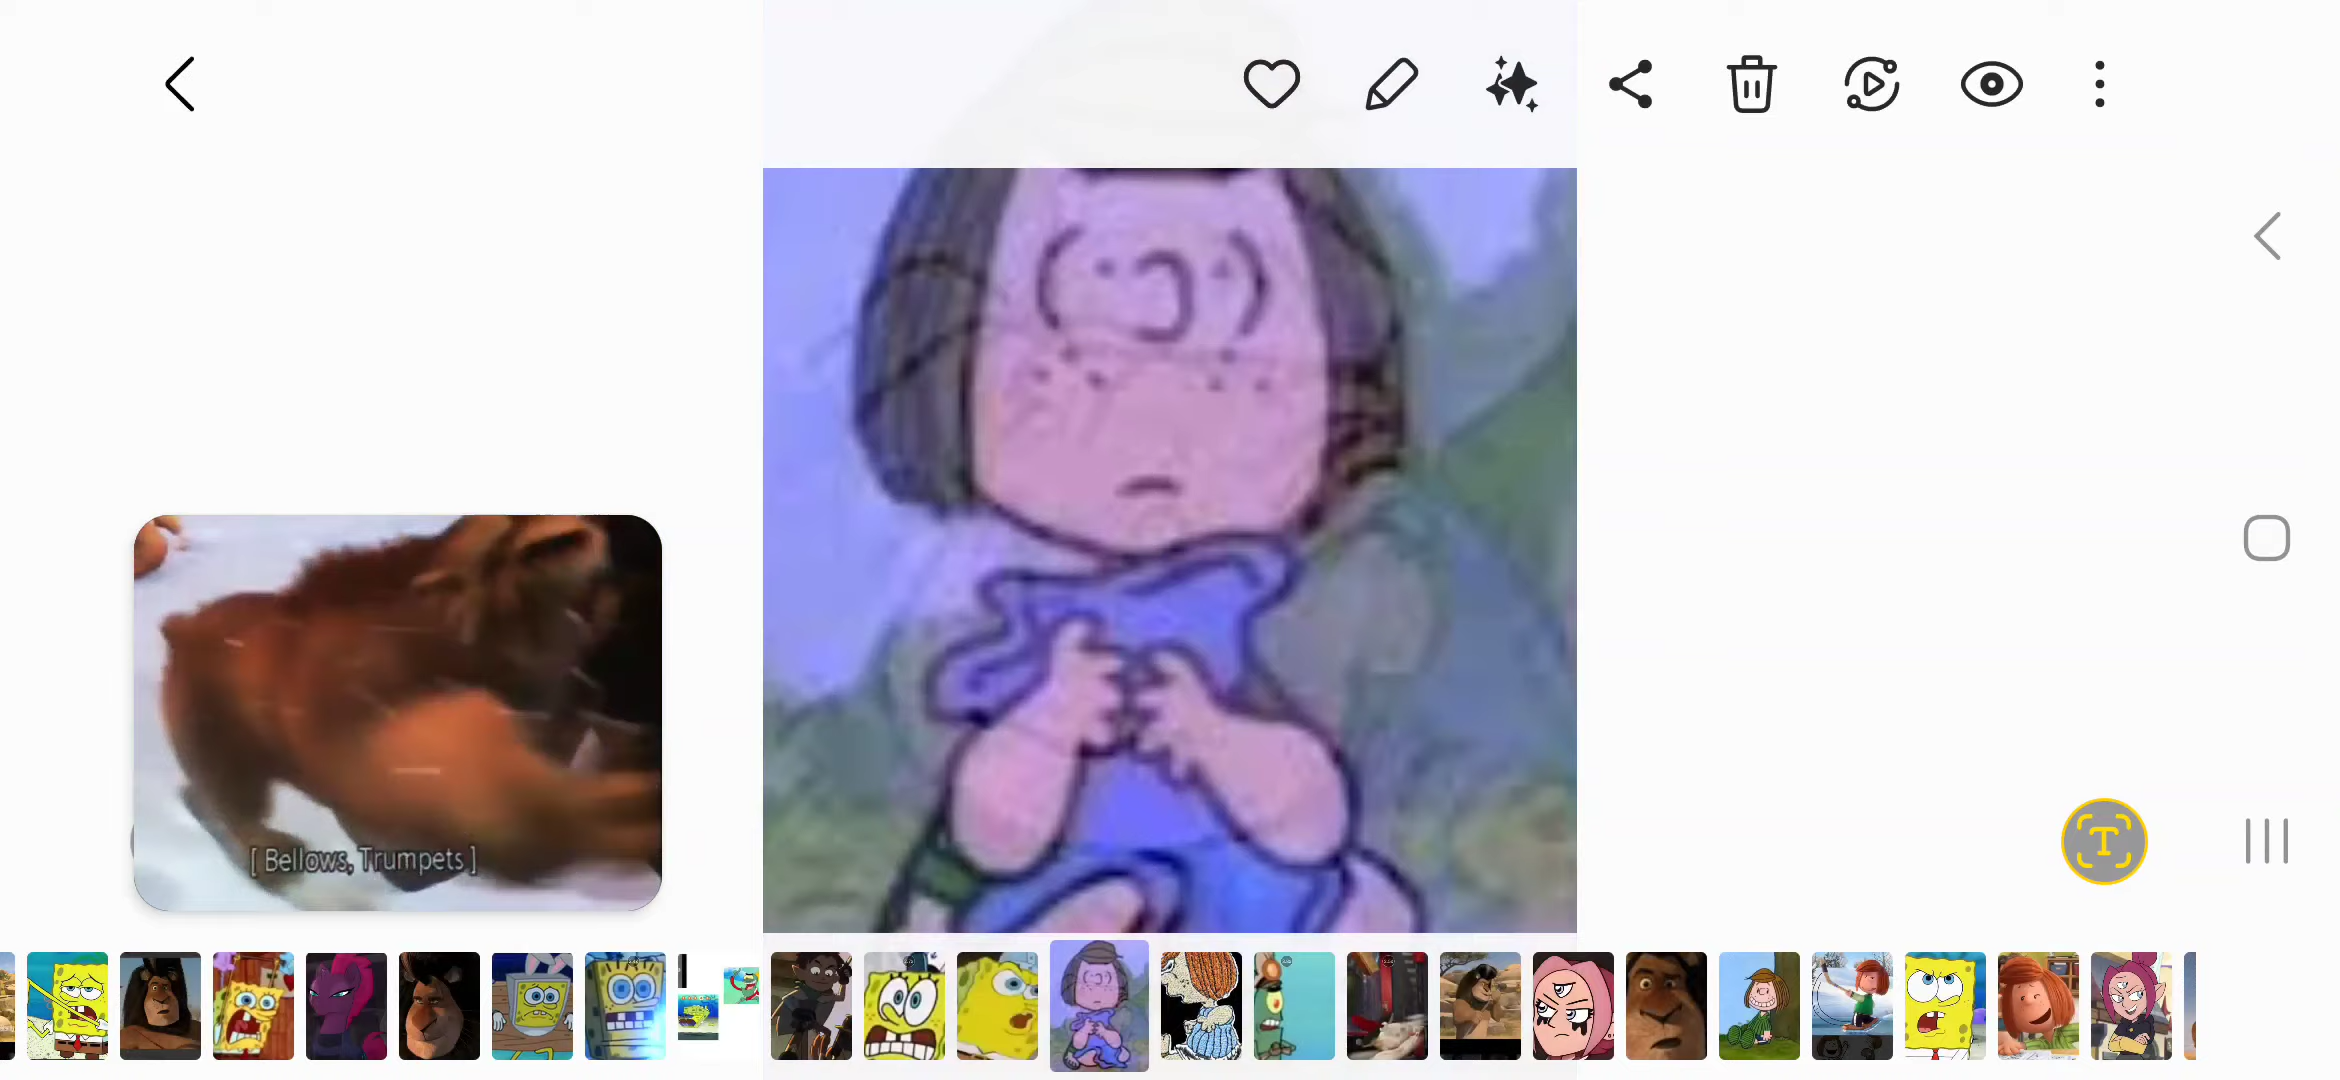 [ Bellows, Trumpets ]